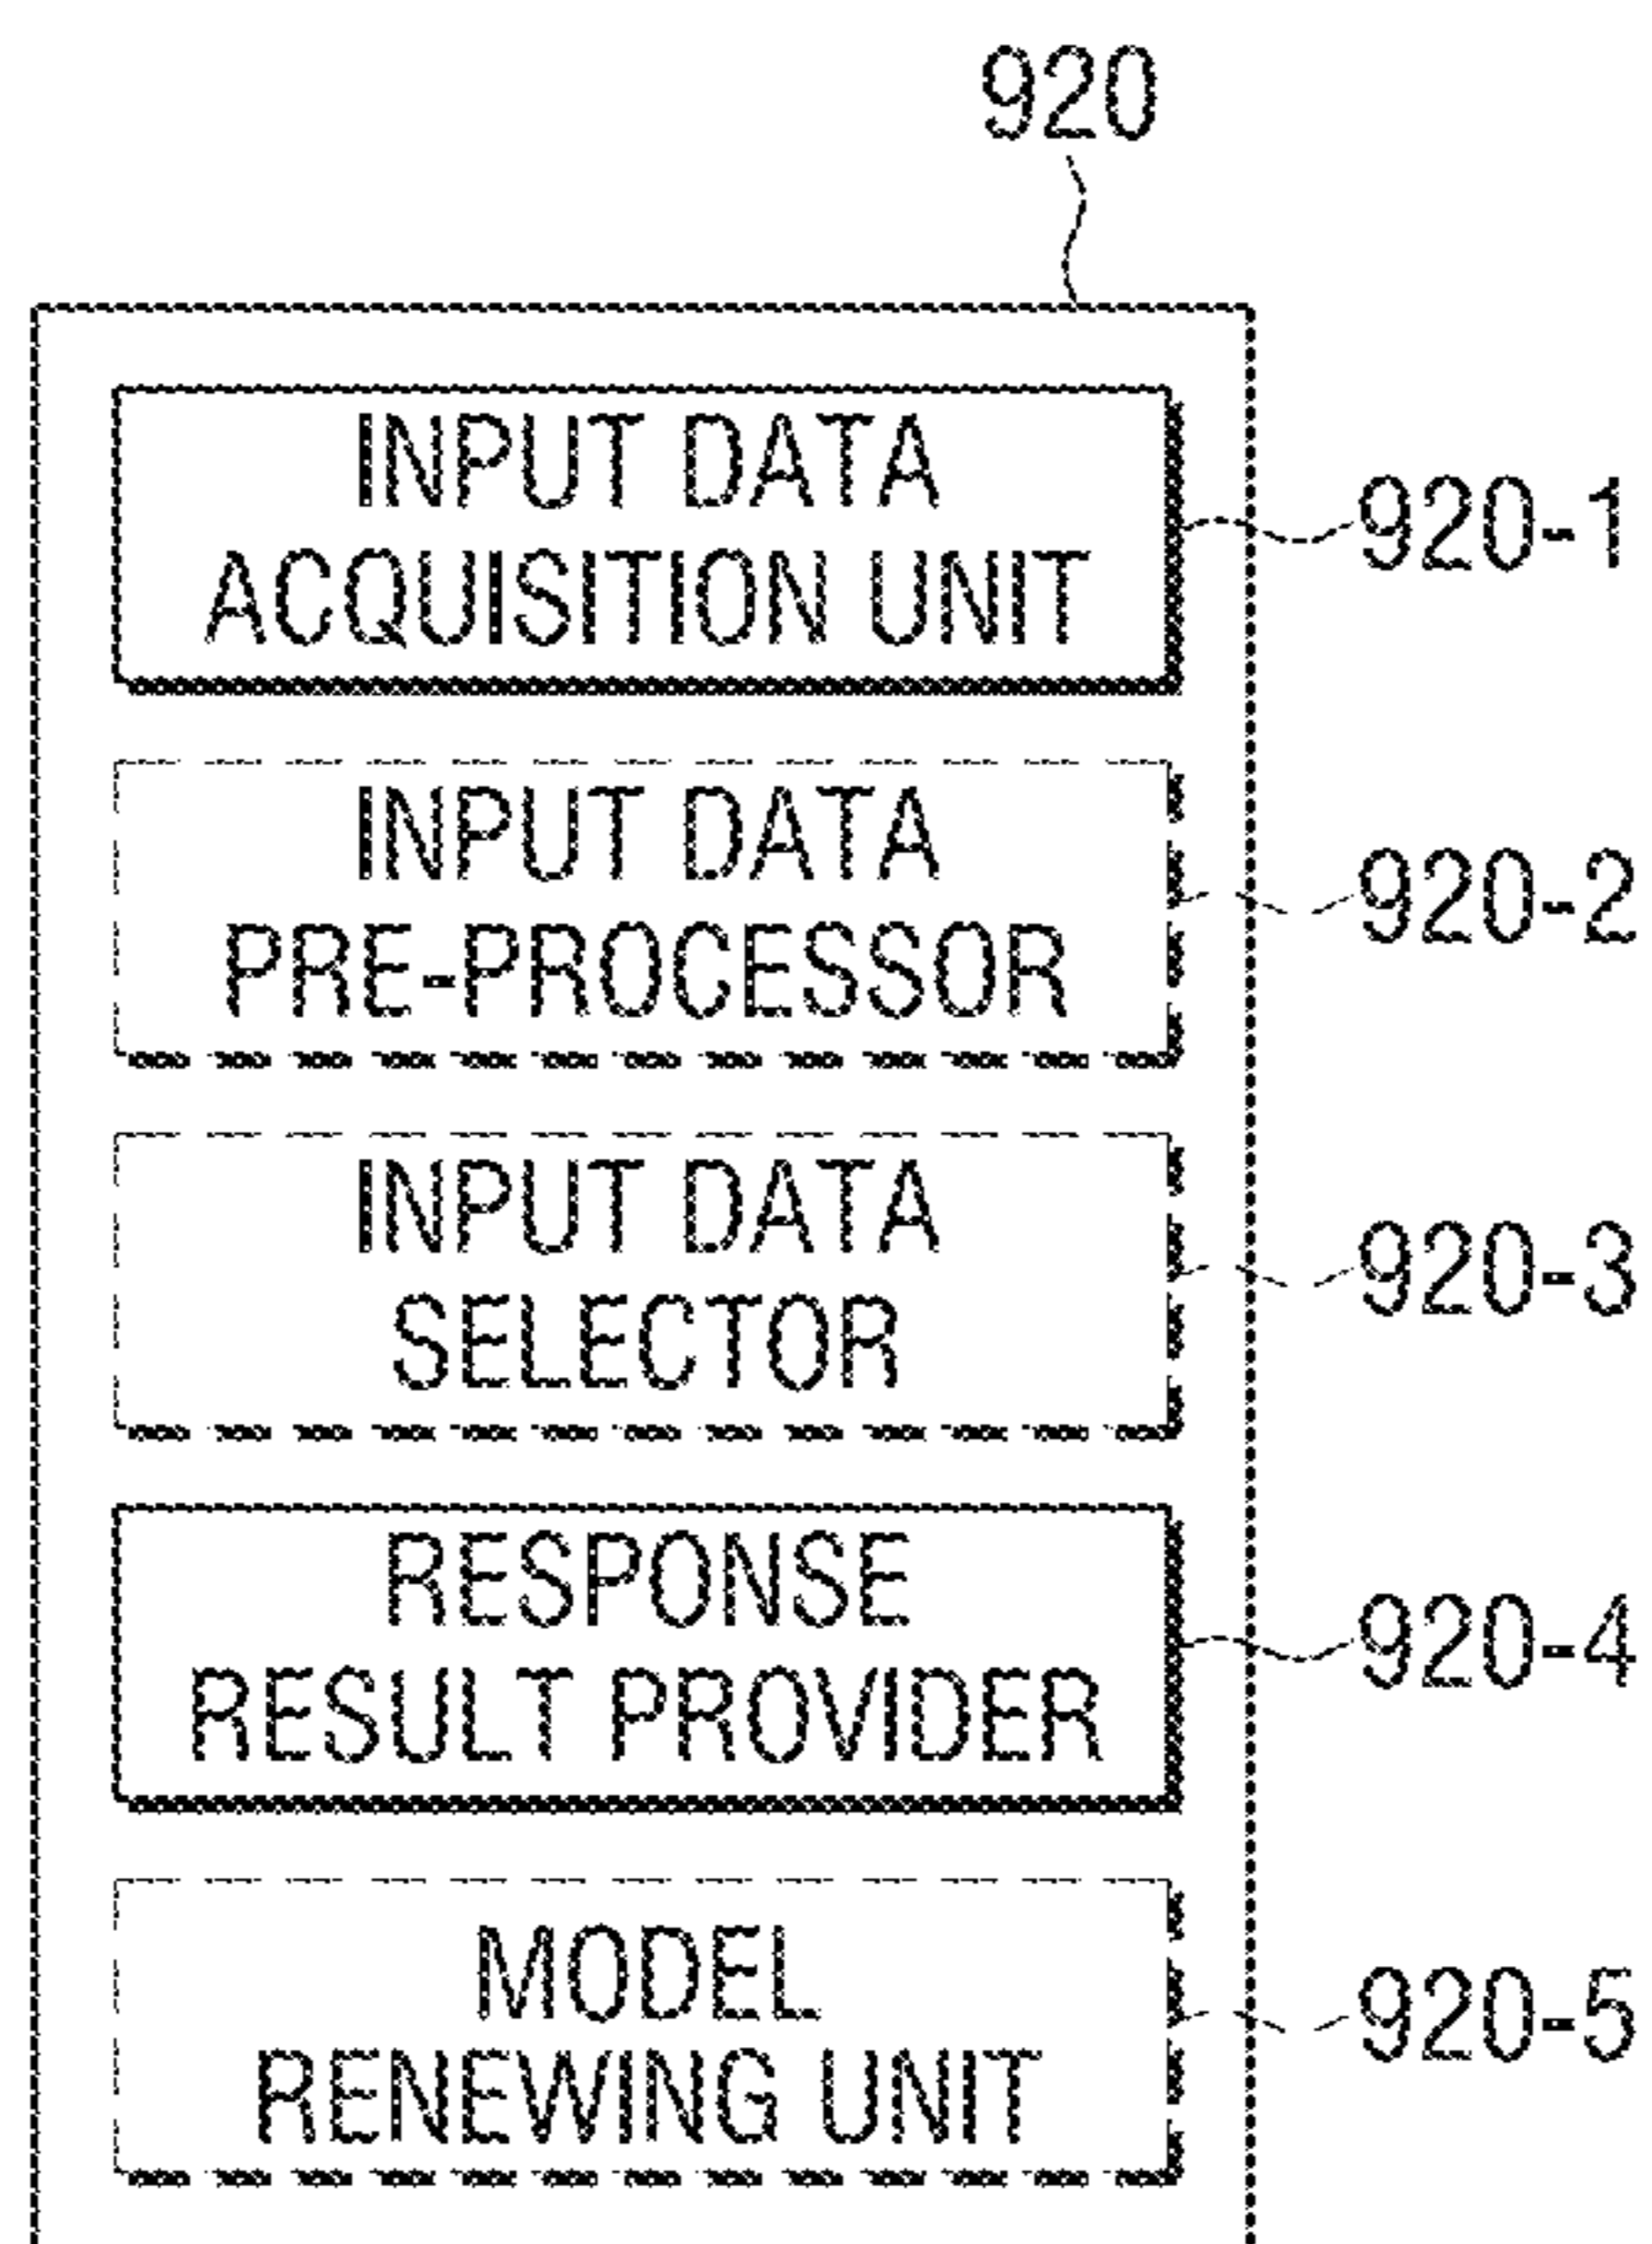 920
INPUT DATA
ACQUISITION UNIT
920-1
INPUT DATA
PRE-PROCESSOR
920-2
INPUT DATA
SELECTOR
920-3
RESPONSE
RESULT PROVIDER
920-4
MODEL
RENEWING UNIT
920-5